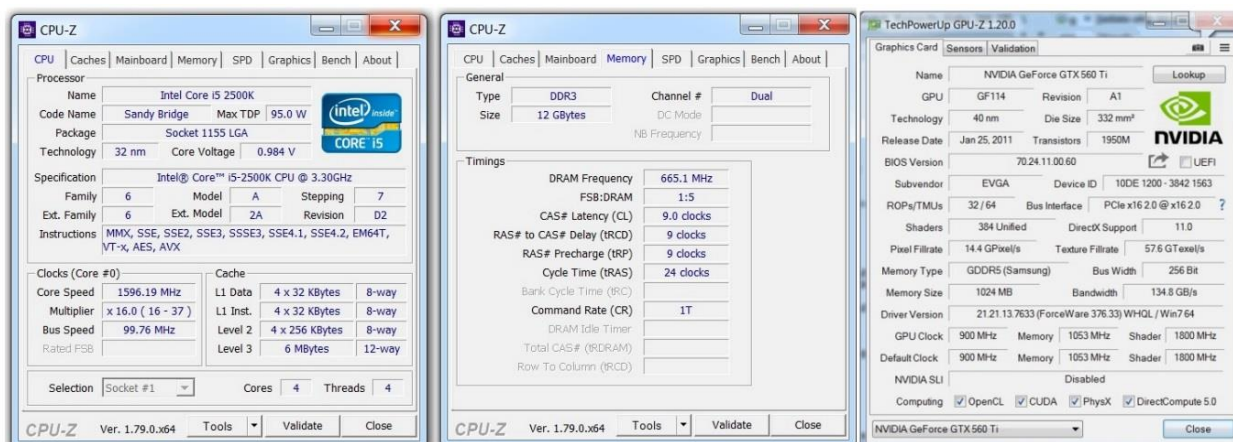 CPU-Z
CPU Caches Mainboard Memory SPD Graphics Bench About
Processor
Name Intel Core i5 2500K
Code Name Sandy Bridge Max TDP 95.0 W
Package Socket 1155 LGA
Technology 32 nm Core Voltage 0.984 V
(intel) inside™
CORE i5
Specification Intel® Core™ i5-2500K CPU @ 3.30GHz
Family 6 Model A Stepping 7
Ext. Family 6 Ext. Model 2A Revision D2
Instructions MMX, SSE, SSE2, SSE3, SSSE3, SSE4.1, SSE4.2, EM64T,
VT-x, AES, AVX
Clocks (Core #0)
Core Speed 1596.19 MHz
Multiplier x 16.0 ( 16 - 37 )
Bus Speed 99.76 MHz
Rated FSB
Cache
L1 Data 4 x 32 KBytes 8-way
L1 Inst. 4 x 32 KBytes 8-way
Level 2 4 x 256 KBytes 8-way
Level 3 6 MBytes 12-way
Selection Socket #1 Cores 4 Threads 4
CPU-Z Ver. 1.79.0.x64 Tools Validate Close
CPU-Z
CPU Caches Mainboard Memory SPD Graphics Bench About
General
Type DDR3 Channel # Dual
Size 12 GBytes DC Mode
NB Frequency
Timings
DRAM Frequency 665.1 MHz
FSB:DRAM 1:5
CAS# Latency (CL) 9.0 clocks
RAS# to CAS# Delay (tRCD) 9 clocks
RAS# Precharge (tRP) 9 clocks
Cycle Time (tRAS) 24 clocks
Bank Cycle Time (tRC)
Command Rate (CR) 1T
DRAM Idle Timer
Total CAS# (tRDRAM)
Row To Column (tRCD)
CPU-Z Ver. 1.79.0.x64 Tools Validate Close
TechPowerUp GPU-Z 1.20.0
Graphics Card Sensors Validation
Name NVIDIA GeForce GTX 560 Ti Lookup
GPU GF114 Revision A1
Technology 40 nm Die Size 332 mm²
Release Date Jan 25, 2011 Transistors 1950M
NVIDIA
BIOS Version 70.24.11.00.60 UEFI
Subvendor EVGA Device ID 10DE 1200 - 3842 1563
ROPs/TMUs 32 / 64 Bus Interface PCIe x16 2.0 @ x16 2.0 ?
Shaders 384 Unified DirectX Support 11.0
Pixel Fillrate 14.4 GPixel/s Texture Fillrate 57.6 GTexel/s
Memory Type GDDR5 (Samsung) Bus Width 256 Bit
Memory Size 1024 MB Bandwidth 134.8 GB/s
Driver Version 21.21.13.7633 (ForceWare 376.33) WHQL / Win7 64
GPU Clock 900 MHz Memory 1053 MHz Shader 1800 MHz
Default Clock 900 MHz Memory 1053 MHz Shader 1800 MHz
NVIDIA SLI Disabled
Computing OpenCL CUDA PhysX DirectCompute 5.0
NVIDIA GeForce GTX 560 Ti Close